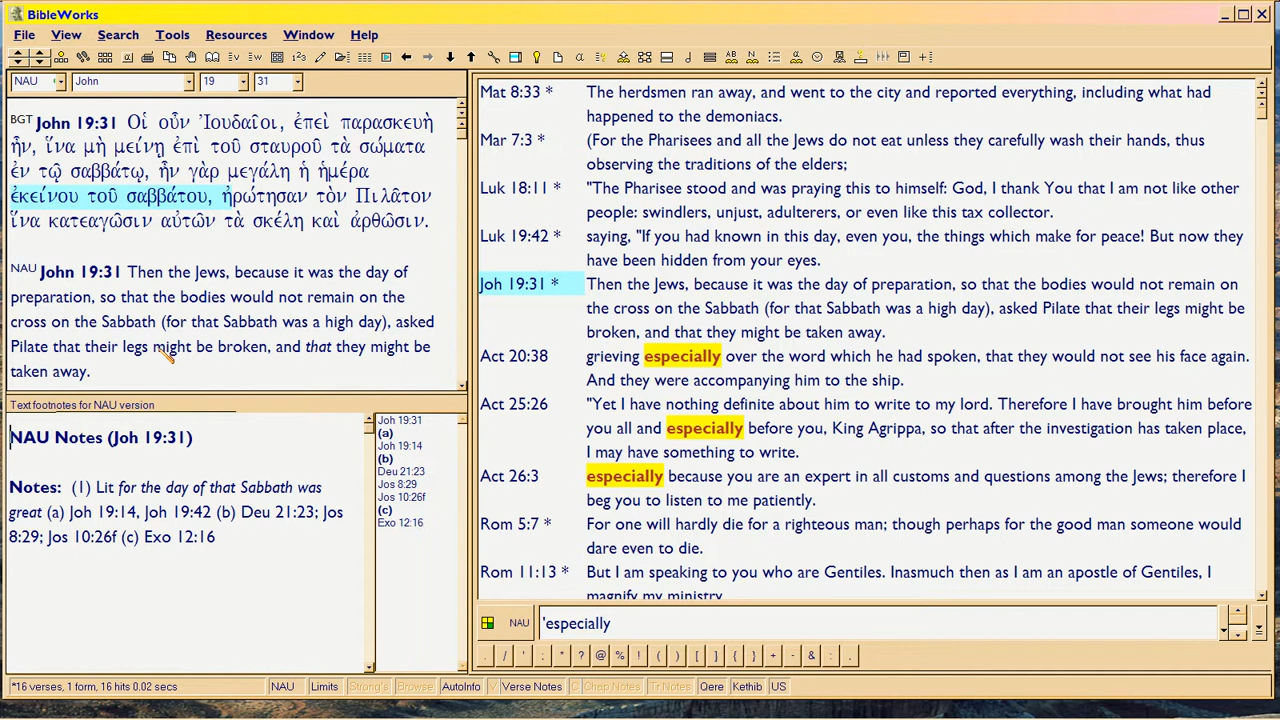 BibleWorks
File View Search Tools Resources Window Help
NAU John 19 31
BGT John 19:31 Οἱ οὖν Ἰουδαῖοι, ἐπεὶ παρασκευὴ
ἦν, ἵνα μὴ μείνῃ ἐπὶ τοῦ σταυροῦ τὰ σώματα
ἐν τῷ σαββάτῳ, ἦν γὰρ μεγάλη ἡ ἡμέρα
ἐκείνου τοῦ σαββάτου, ἠρώτησαν τὸν Πιλᾶτον
ἵνα κατεαγῶσιν αὐτῶν τὰ σκέλη καὶ ἀρθῶσιν.
NAU John 19:31 Then the Jews, because it was the day of
preparation, so that the bodies would not remain on the
cross on the Sabbath (for that Sabbath was a high day), asked
Pilate that their legs might be broken, and that they might be
taken away.
Text footnotes for NAU version
NAU Notes (Joh 19:31)
Notes: (1) Lit for the day of that Sabbath was
great (a) Joh 19:14, Joh 19:42 (b) Deu 21:23; Jos
8:29; Jos 10:26f (c) Exo 12:16
Joh 19:31
(a)
Joh 19:14
(b)
Deu 21:23
Jos 8:29
Jos 10:26f
(c)
Exo 12:16
Mat 8:33 * The herdsmen ran away, and went to the city and reported everything, including what had
happened to the demoniacs.
Mar 7:3 * (For the Pharisees and all the Jews do not eat unless they carefully wash their hands, thus
observing the traditions of the elders;
Luk 18:11 * "The Pharisee stood and was praying this to himself: God, I thank You that I am not like other
people: swindlers, unjust, adulterers, or even like this tax collector.
Luk 19:42 * saying, "If you had known in this day, even you, the things which make for peace! But now they
have been hidden from your eyes.
Joh 19:31 * Then the Jews, because it was the day of preparation, so that the bodies would not remain on
the cross on the Sabbath (for that Sabbath was a high day), asked Pilate that their legs might be
broken, and that they might be taken away.
Act 20:38 grieving especially over the word which he had spoken, that they would not see his face again.
And they were accompanying him to the ship.
Act 25:26 "Yet I have nothing definite about him to write to my lord. Therefore I have brought him before
you all and especially before you, King Agrippa, so that after the investigation has taken place,
I may have something to write.
Act 26:3 especially because you are an expert in all customs and questions among the Jews; therefore I
beg you to listen to me patiently.
Rom 5:7 * For one will hardly die for a righteous man; though perhaps for the good man someone would
dare even to die.
Rom 11:13 * But I am speaking to you who are Gentiles. Inasmuch then as I am an apostle of Gentiles, I
magnify my ministry
NAU 'especially
. / ' ; * ? @ % ! ( ) [ ] { } + - & : .
*16 verses, 1 form, 16 hits 0.02 secs NAU Limits Strong's Browse AutoInfo V Verse Notes C Chap.Notes Tr Notes Qere Kethib US